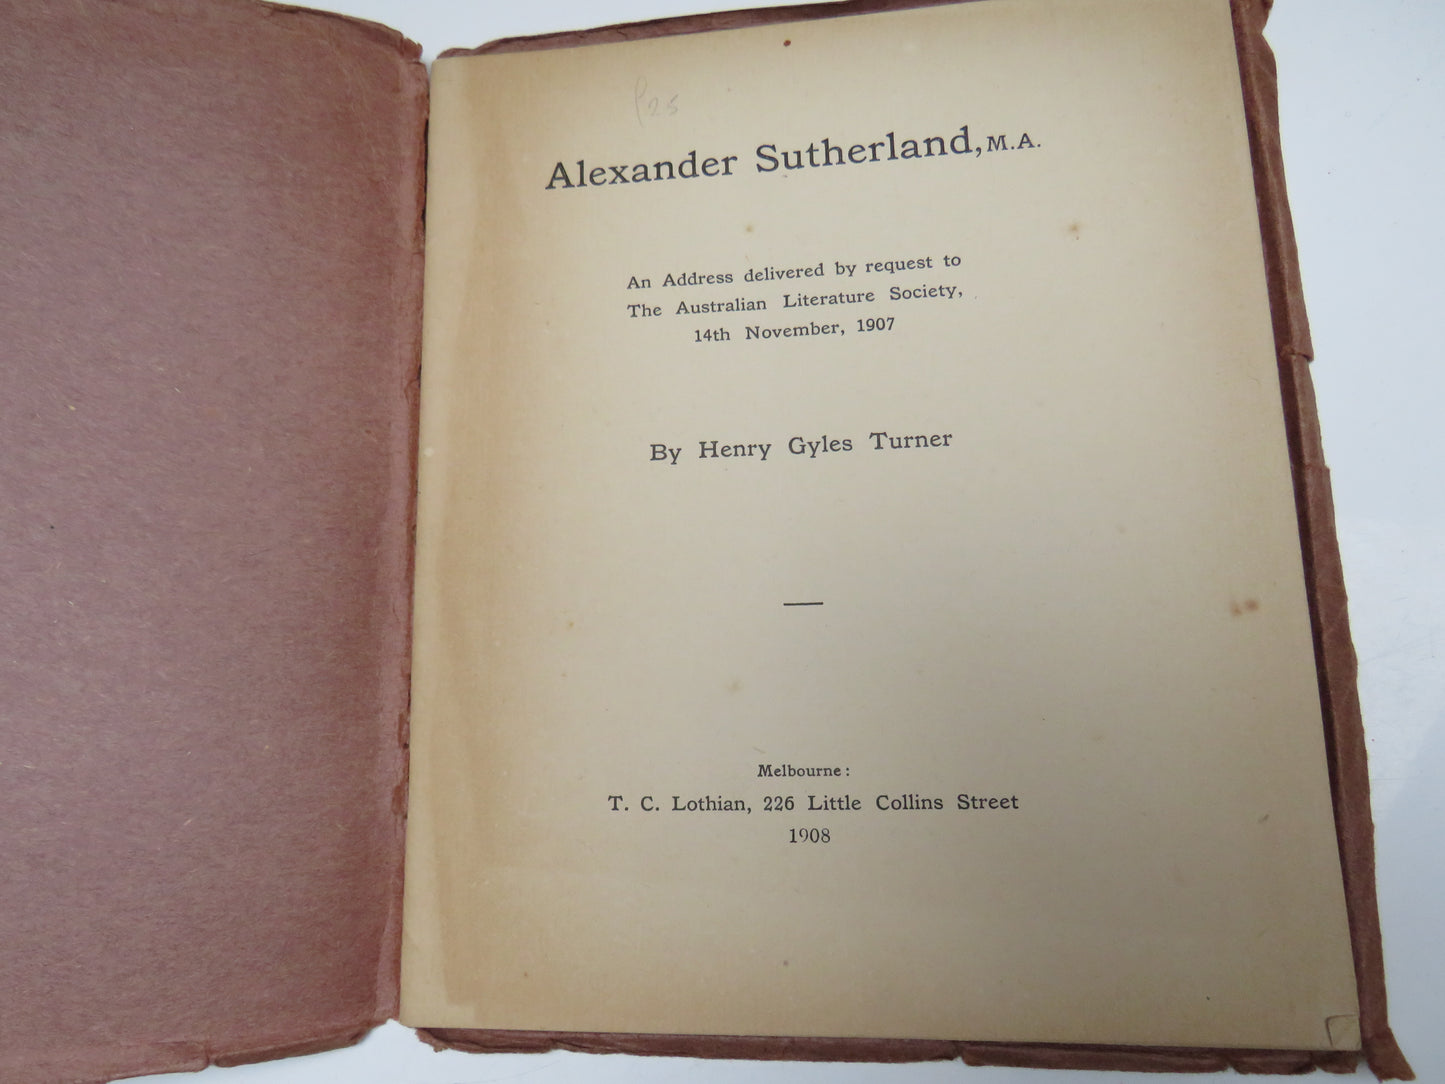 Alexander Sutherland, M.A.
An Address delivered by request to
The Australian Literature Society,
14th November, 1907
By Henry Gyles Turner
Melbourne:
T. C. Lothian, 226 Little Collins Street
1908